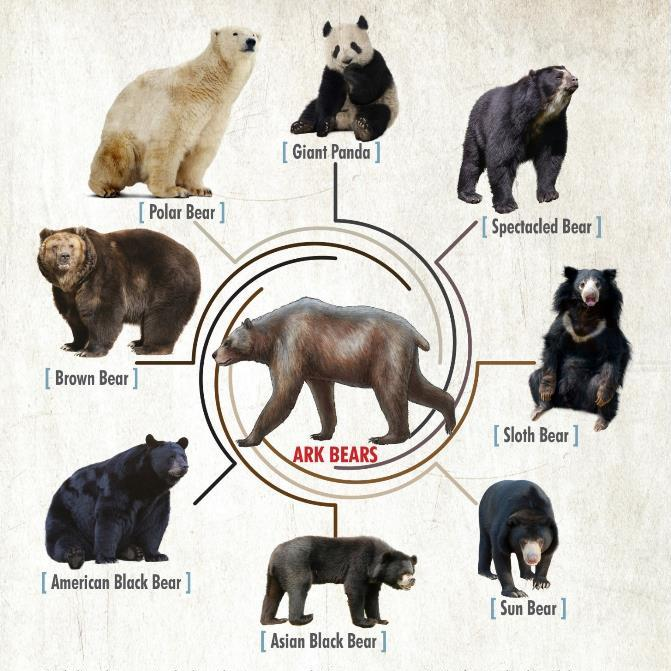 [ Giant Panda ]
[ Polar Bear ]
[ Spectacled Bear ]
[ Brown Bear ]
[ Sloth Bear ]
ARK BEARS
[ American Black Bear ]
[ Sun Bear ]
[ Asian Black Bear ]